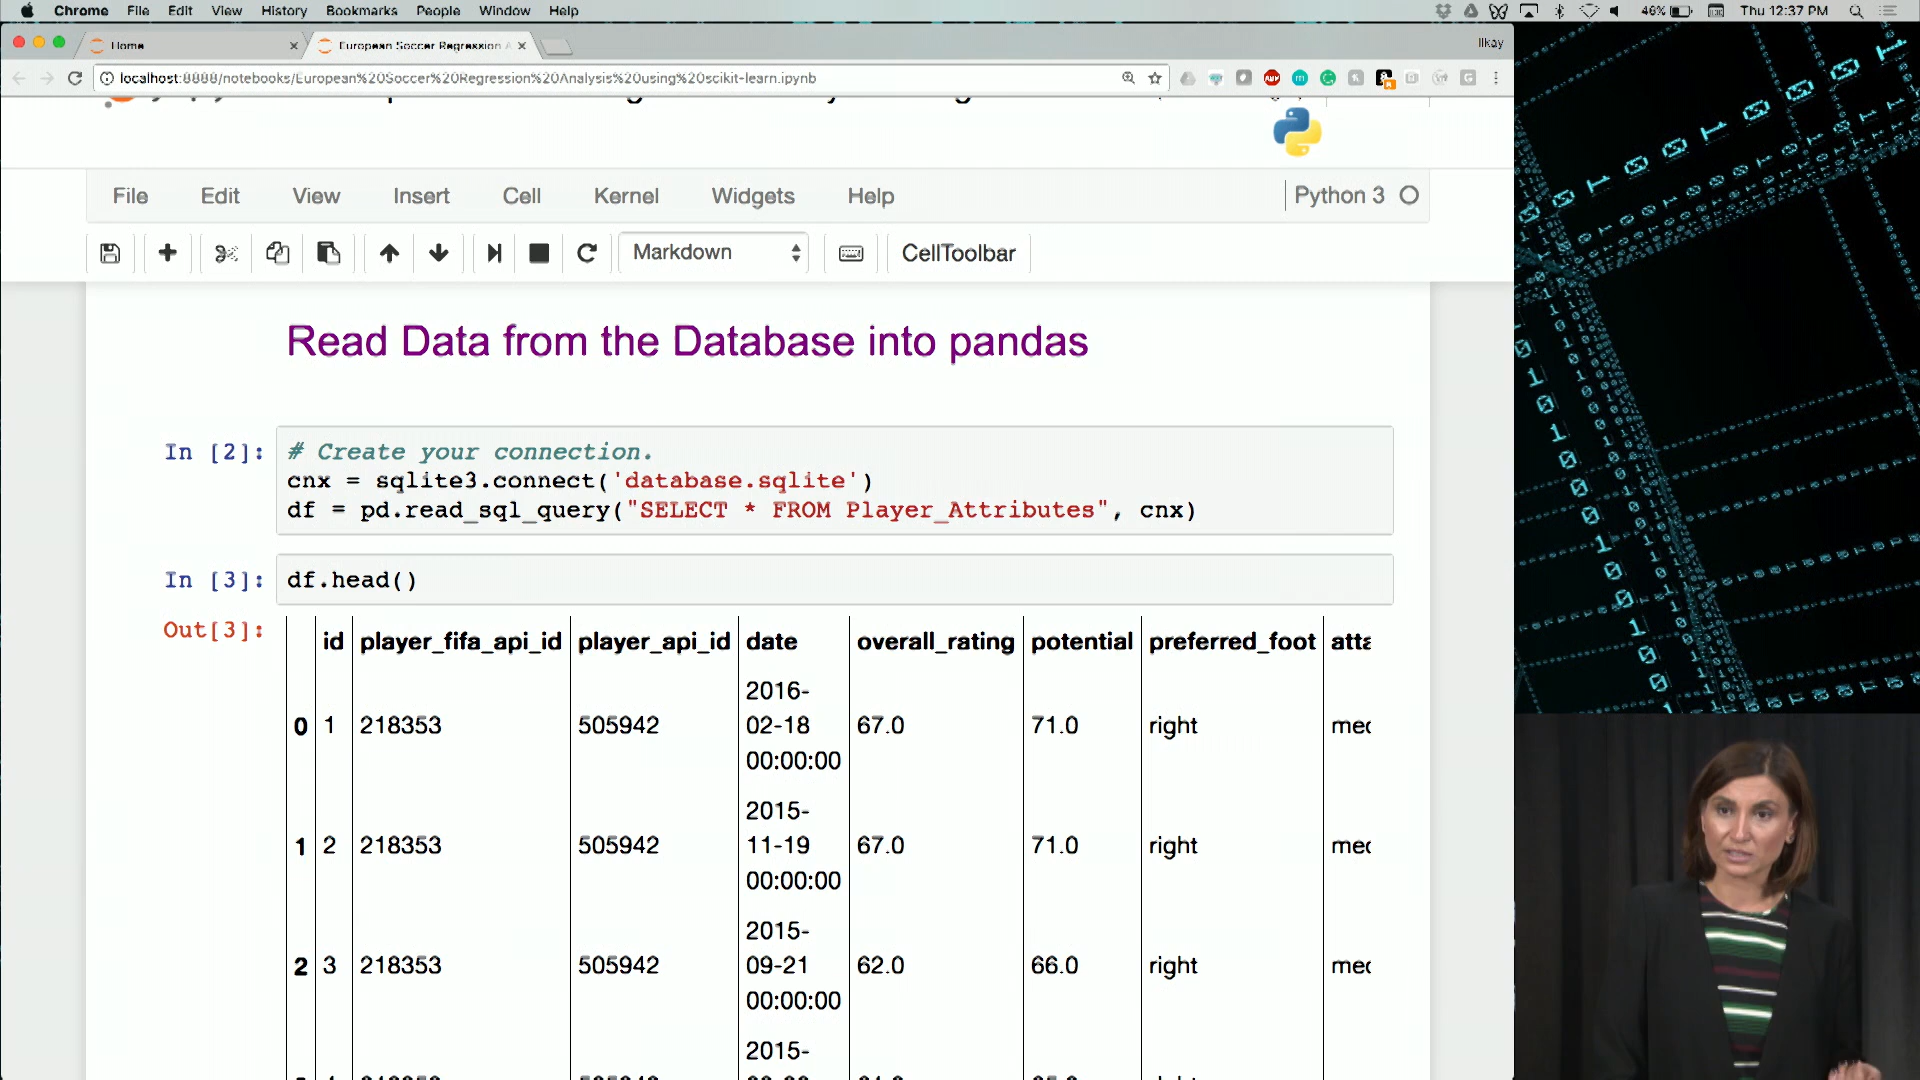 Chrome File Edit View History Bookmarks People Window Help 46% Thu 12:37 PM
Home European Soccer Regression A Ilkay
localhost:8888/notebooks/European%20Soccer%20Regression%20Analysis%20using%20scikit-learn.ipynb
File Edit View Insert Cell Kernel Widgets Help Python 3
Markdown CellToolbar
Read Data from the Database into pandas
In [2]: # Create your connection.
cnx = sqlite3.connect('database.sqlite')
df = pd.read_sql_query("SELECT * FROM Player_Attributes", cnx)
In [3]: df.head()
Out[3]:
id player_fifa_api_id player_api_id date overall_rating potential preferred_foot atta
0 1 218353 505942 2016-02-18 00:00:00 67.0 71.0 right med
1 2 218353 505942 2015-11-19 00:00:00 67.0 71.0 right med
2 3 218353 505942 2015-09-21 00:00:00 62.0 66.0 right med
2015-